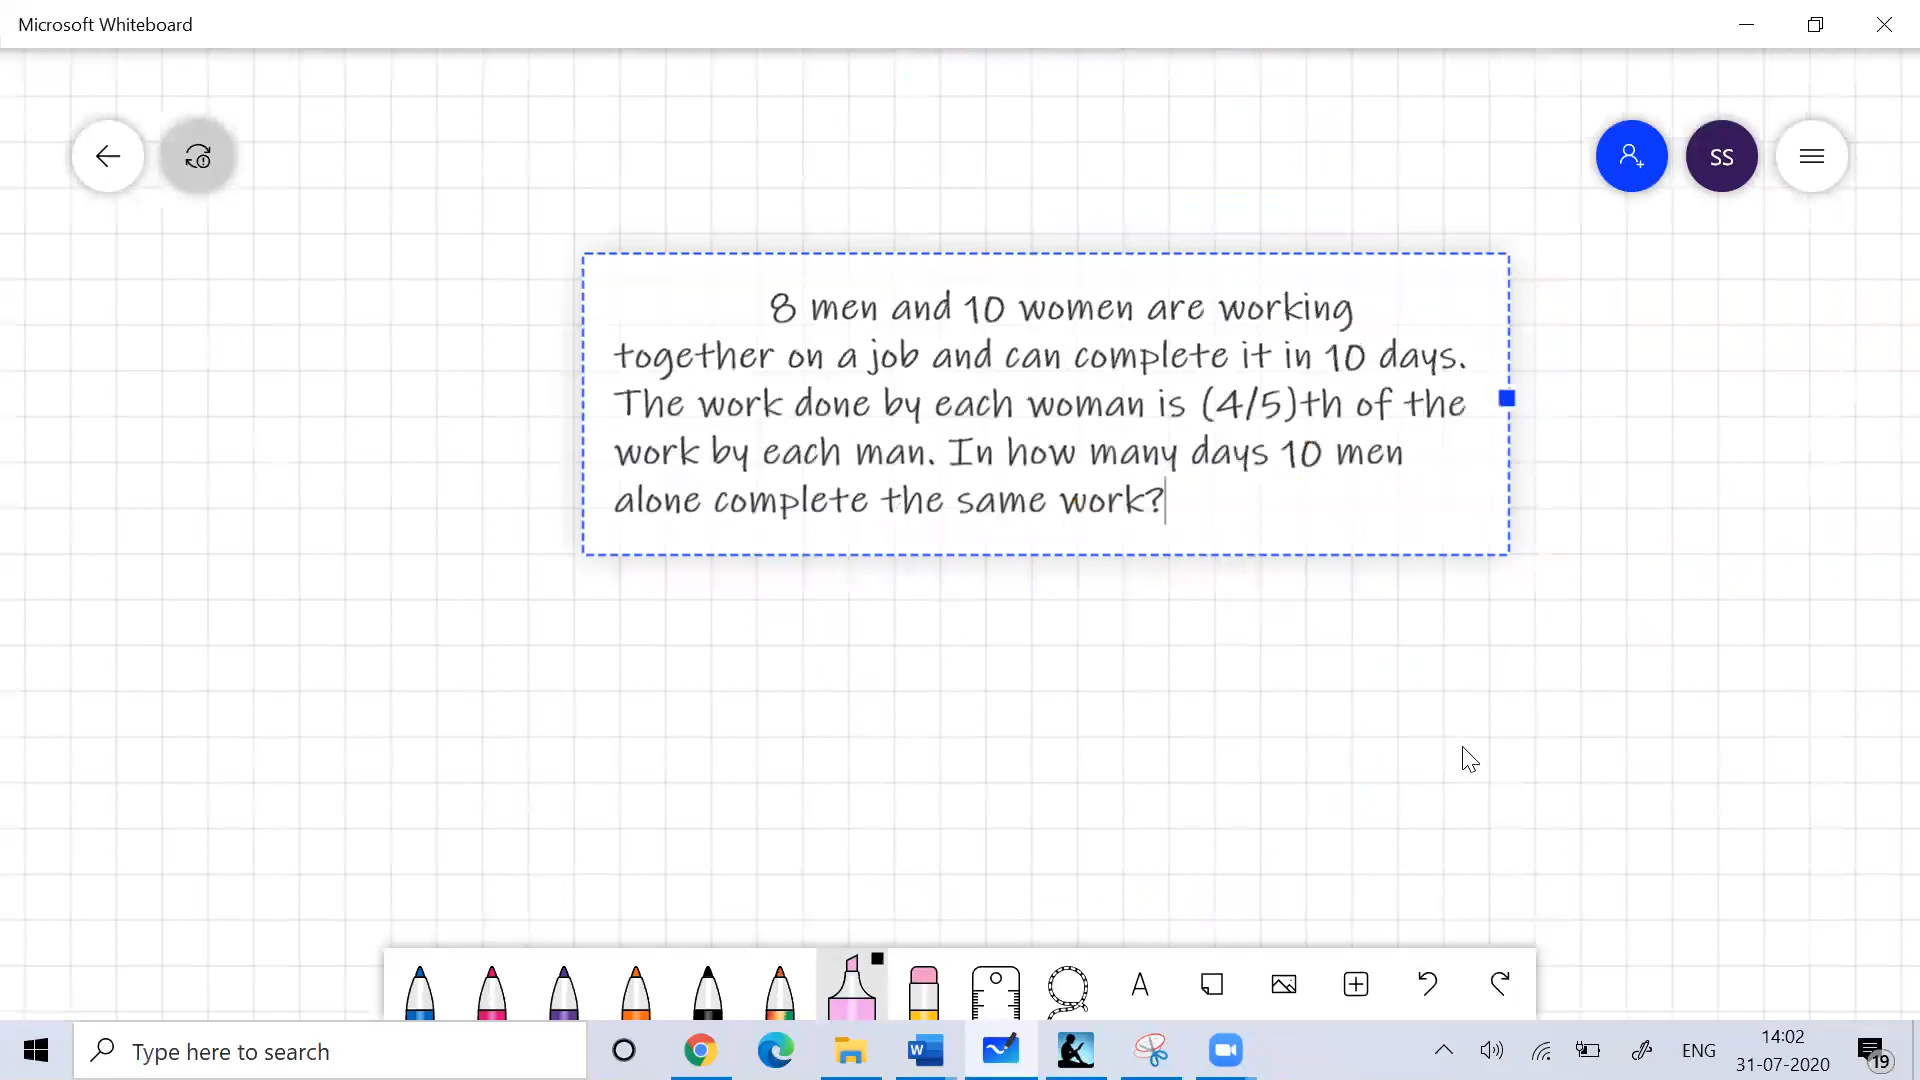 Microsoft Whiteboard
SS
8 men and 10 women are working
together on a job and can complete it in 10 days.
The work done by each woman is (4/5)th of the
work by each man. In how many days 10 men
alone complete the same work?
A
Type here to search
W
ENG
14:02
31-07-2020
19